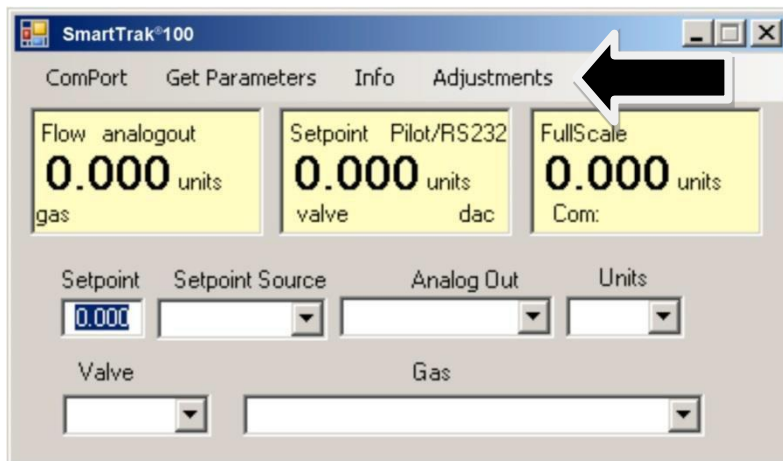 SmartTrak®100
ComPort Get Parameters Info Adjustments
Flow analogout Setpoint Pilot/RS232 FullScale
0.000 units 0.000 units 0.000 units
gas valve dac Com:
Setpoint Setpoint Source Analog Out Units
0.000
Valve Gas